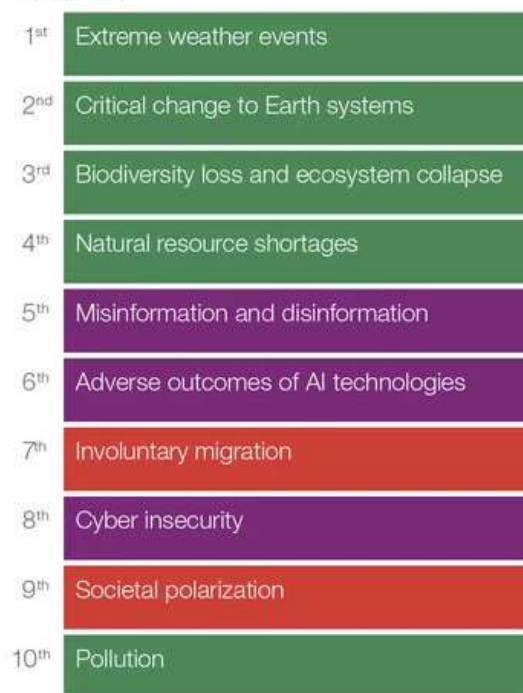 1st Extreme weather events
2nd Critical change to Earth systems
3rd Biodiversity loss and ecosystem collapse
4th Natural resource shortages
5th Misinformation and disinformation
6th Adverse outcomes of AI technologies
7th Involuntary migration
8th Cyber insecurity
9th Societal polarization
10th Pollution